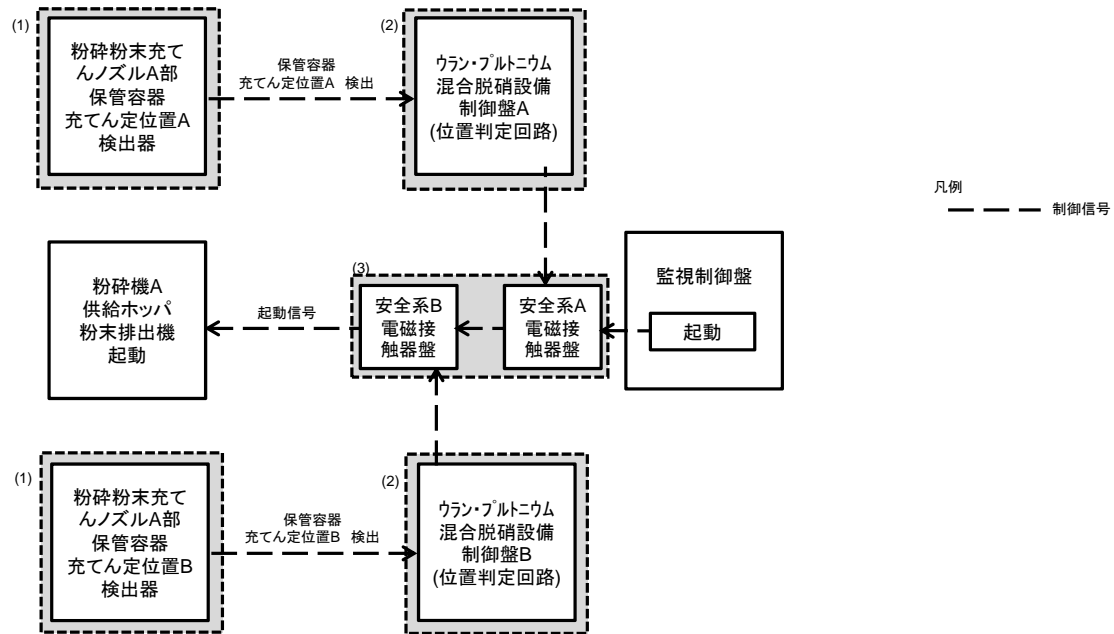 (1)
粉砕粉末充て
んノズルA部
保管容器
充てん定位置A
検出器
保管容器
充てん定位置A 検出
(2)
ｳﾗﾝ・ﾌﾟﾙﾄﾆｳﾑ
混合脱硝設備
制御盤A
(位置判定回路)
凡例
制御信号
粉砕機A
供給ホッパ
粉末排出機
起動
起動信号
(3)
安全系B
電磁接
触器盤
安全系A
電磁接
触器盤
監視制御盤
起動
(1)
粉砕粉末充て
んノズルA部
保管容器
充てん定位置B
検出器
保管容器
充てん定位置B 検出
(2)
ｳﾗﾝ・ﾌﾟﾙﾄﾆｳﾑ
混合脱硝設備
制御盤B
(位置判定回路)